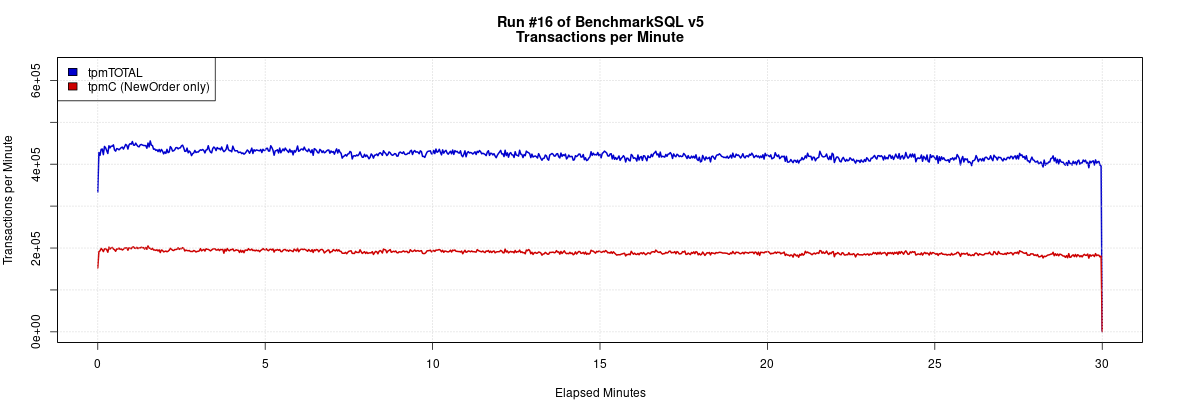 Run #16 of BenchmarkSQL v5
Transactions per Minute
tpmTOTAL
tpmC (NewOrder only)
Transactions per Minute
6e+05
4e+05
2e+05
0e+00
0 5 10 15 20 25 30
Elapsed Minutes